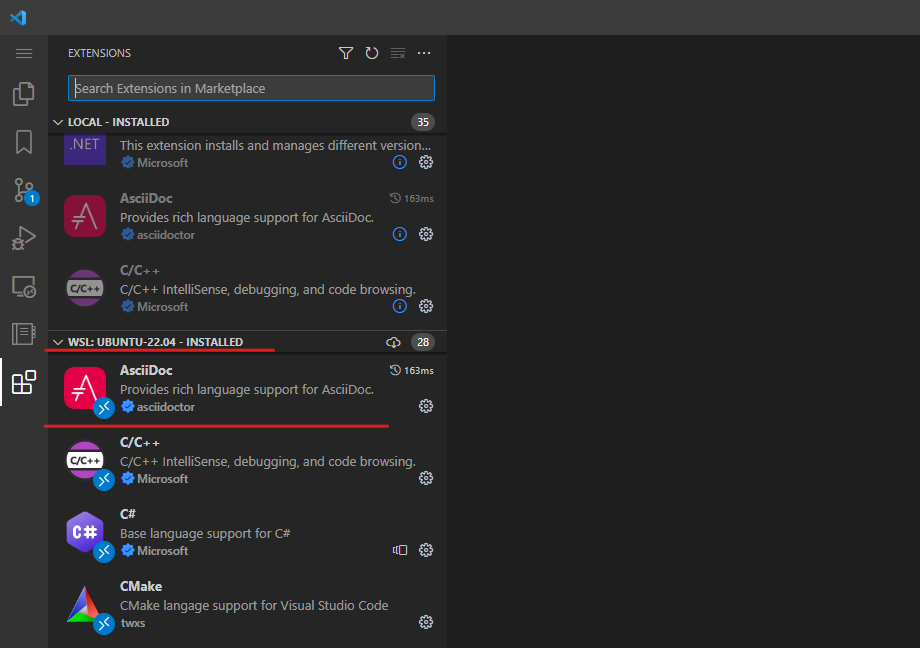 EXTENSIONS
Search Extensions in Marketplace
LOCAL - INSTALLED 35
.NET
This extension installs and manages different version...
Microsoft
AsciiDoc 163ms
Provides rich language support for AsciiDoc.
asciidoctor
C/C++
C/C++
C/C++ IntelliSense, debugging, and code browsing.
Microsoft
1
WSL: UBUNTU-22.04 - INSTALLED 28
AsciiDoc 163ms
Provides rich language support for AsciiDoc.
asciidoctor
C/C++
C/C++
C/C++ IntelliSense, debugging, and code browsing.
Microsoft
C#
C#
Base language support for C#
Microsoft
CMake
CMake langage support for Visual Studio Code
twxs